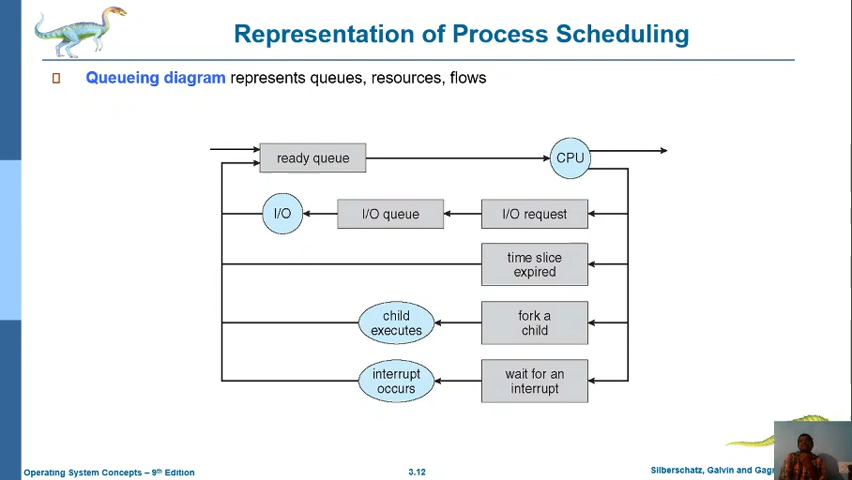 Representation of Process Scheduling
Queueing diagram represents queues, resources, flows
ready queue
CPU
I/O
I/O queue
I/O request
time slice
expired
child
executes
fork a
child
interrupt
occurs
wait for an
interrupt
Operating System Concepts – 9th Edition
3.12
Silberschatz, Galvin and